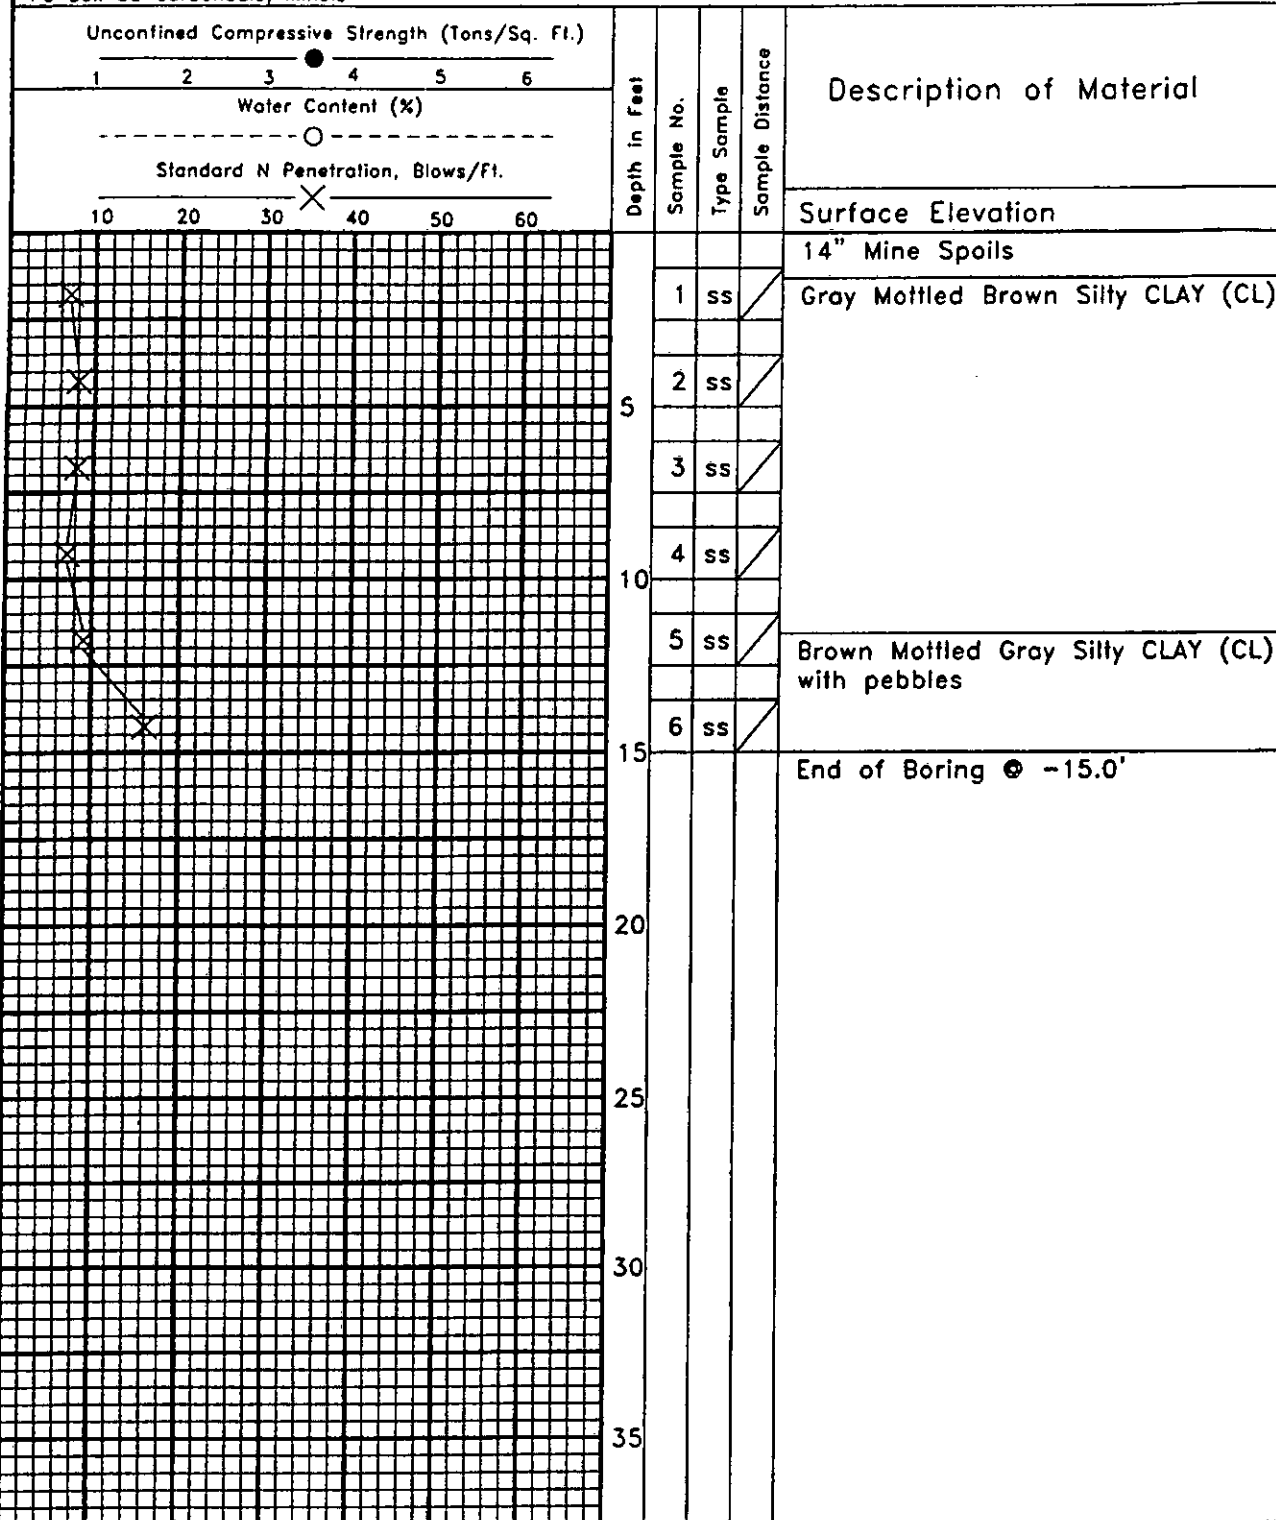 Unconfined Compressive Strength (Tons/Sq. Ft.)
1 2 3 4 5 6
Water Content (%)
Standard N Penetration, Blows/Ft.
10 20 30 40 50 60
Depth in Feet
Sample No.
Type Sample
Sample Distance
Description of Material
Surface Elevation
14" Mine Spoils
1 ss
Gray Mottled Brown Silty CLAY (CL)
2 ss
5
3 ss
4 ss
10
5 ss
Brown Mottled Gray Silty CLAY (CL)
with pebbles
6 ss
15
End of Boring @ -15.0'
20
25
30
35